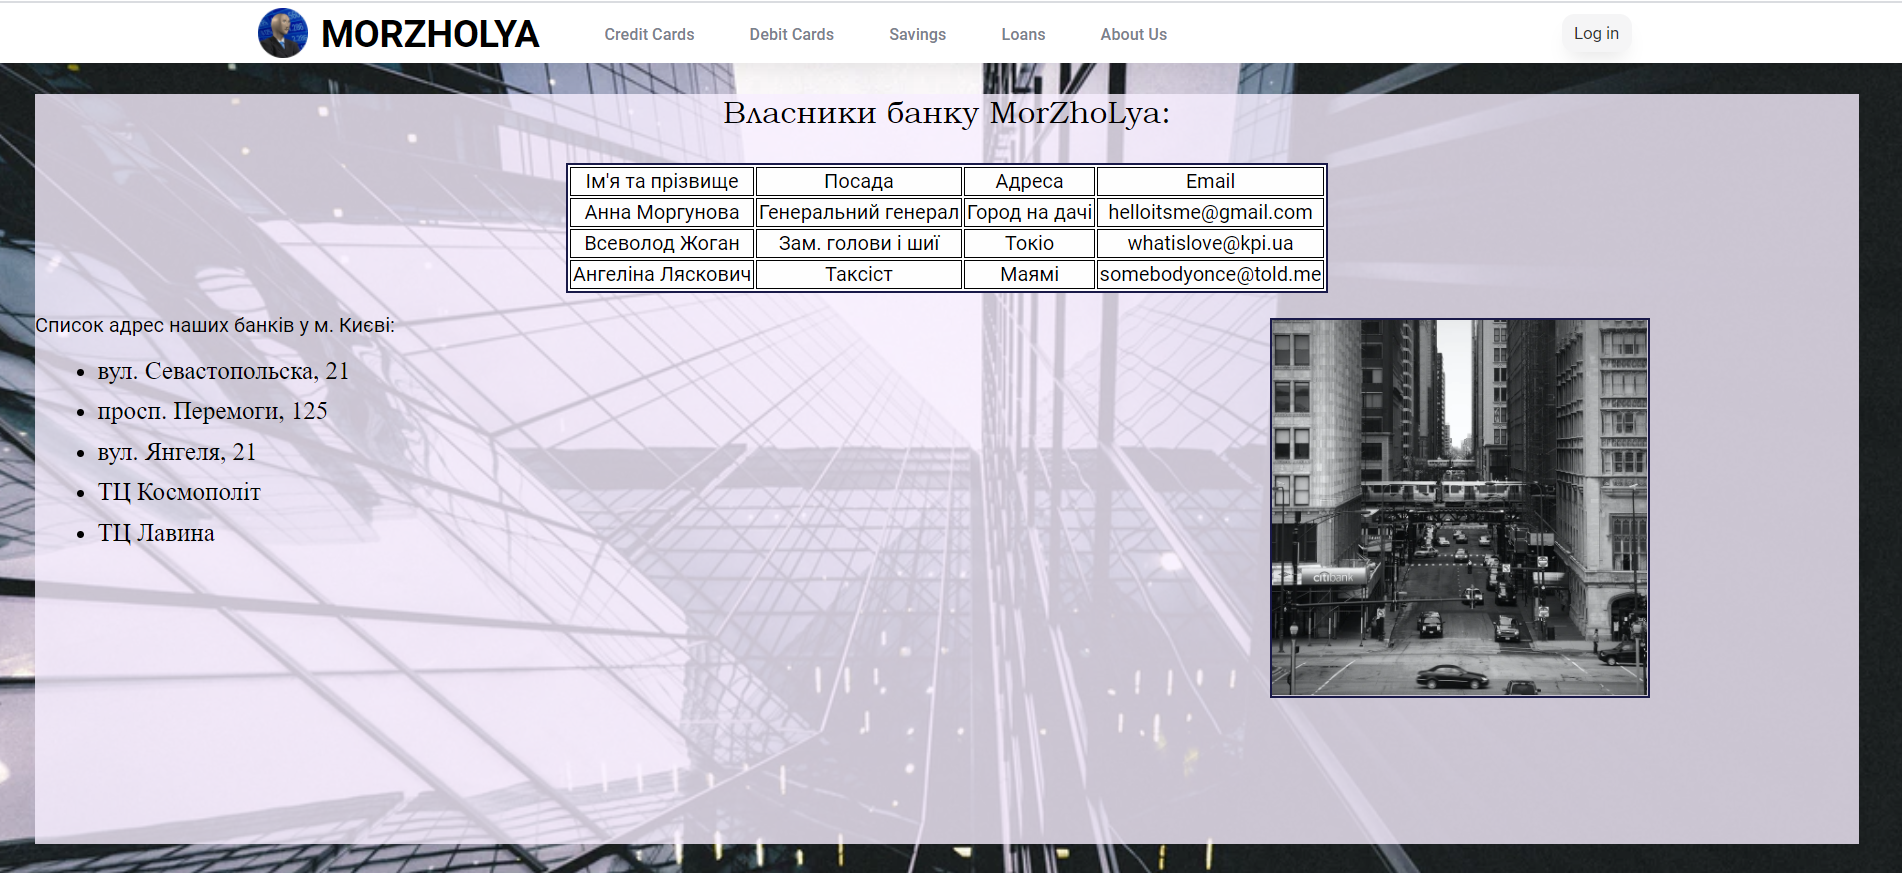 MORZHOLYA Credit Cards Debit Cards Savings Loans About Us Log in
Власники банку MorZhoLya:
Ім'я та прізвище Посада Адреса Email
Анна Моргунова Генеральний генерал Город на дачі helloitsme@gmail.com
Всеволод Жоган Зам. голови і шиї Токіо whatislove@kpi.ua
Ангеліна Ляскович Таксіст Маямі somebodyonce@told.me
Список адрес наших банків у м. Києві:
вул. Севастопольска, 21
просп. Перемоги, 125
вул. Янгеля, 21
ТЦ Космополіт
ТЦ Лавина
citibank